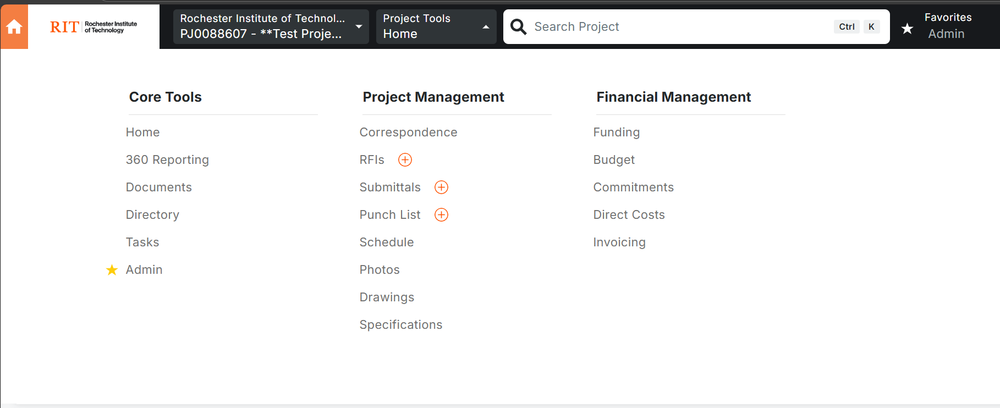 RIT
Rochester Institute
of Technology
Rochester Institute of Technol...
PJ0088607 - **Test Proje...
Project Tools
Home
Search Project
Ctrl K
Favorites
Admin
Core Tools
Home
360 Reporting
Documents
Directory
Tasks
Admin
Project Management
Correspondence
RFIs
Submittals
Punch List
Schedule
Photos
Drawings
Specifications
Financial Management
Funding
Budget
Commitments
Direct Costs
Invoicing